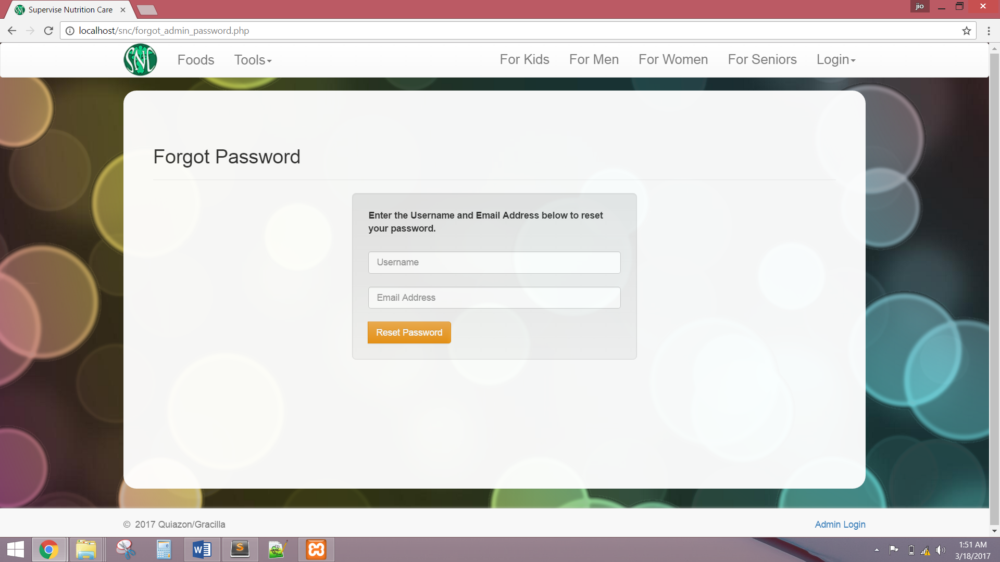 Supervise Nutrition Care
jio
localhost/snc/forgot_admin_password.php
SNC
Foods
Tools
For Kids
For Men
For Women
For Seniors
Login
Forgot Password
Enter the Username and Email Address below to reset
your password.
Username
Email Address
Reset Password
© 2017 Quiazon/Gracilla
Admin Login
1:51 AM
3/18/2017